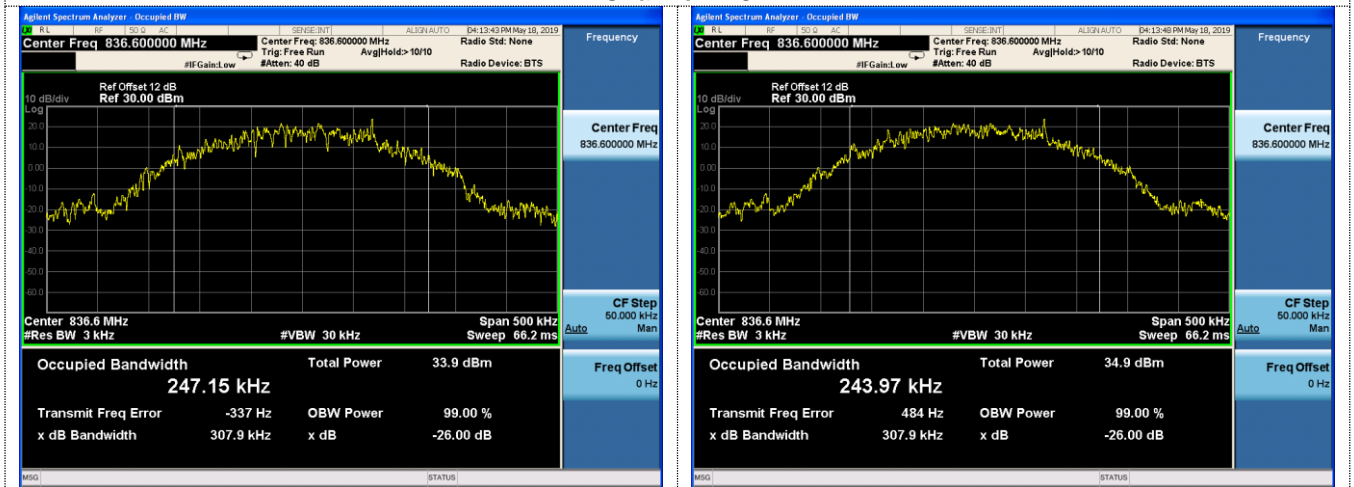 Agilent Spectrum Analyzer - Occupied BW
RL RF 50 Ω AC SENSE:INT ALIGN AUTO 04:13:43 PM May 18, 2019
Center Freq 836.600000 MHz
Center Freq: 836.600000 MHz Radio Std: None
Trig: Free Run Avg|Hold:> 10/10
#IFGain:Low #Atten: 40 dB Radio Device: BTS
Frequency
Ref Offset 12 dB
10 dB/div Ref 30.00 dBm
Log
20.0
10.0
0.00
-10.0
-20.0
-30.0
-40.0
-50.0
-60.0
Center Freq
836.600000 MHz
CF Step
50.000 kHz
Auto Man
Freq Offset
0 Hz
Center 836.6 MHz Span 500 kHz
#Res BW 3 kHz #VBW 30 kHz Sweep 66.2 ms
Occupied Bandwidth Total Power 33.9 dBm
247.15 kHz
Transmit Freq Error -337 Hz OBW Power 99.00 %
x dB Bandwidth 307.9 kHz x dB -26.00 dB
MSG STATUS
Agilent Spectrum Analyzer - Occupied BW
RL RF 50 Ω AC SENSE:INT ALIGN AUTO 04:13:48 PM May 18, 2019
Center Freq 836.600000 MHz
Center Freq: 836.600000 MHz Radio Std: None
Trig: Free Run Avg|Hold:> 10/10
#IFGain:Low #Atten: 40 dB Radio Device: BTS
Frequency
Ref Offset 12 dB
10 dB/div Ref 30.00 dBm
Log
20.0
10.0
0.00
-10.0
-20.0
-30.0
-40.0
-50.0
-60.0
Center Freq
836.600000 MHz
CF Step
50.000 kHz
Auto Man
Freq Offset
0 Hz
Center 836.6 MHz Span 500 kHz
#Res BW 3 kHz #VBW 30 kHz Sweep 66.2 ms
Occupied Bandwidth Total Power 34.9 dBm
243.97 kHz
Transmit Freq Error 484 Hz OBW Power 99.00 %
x dB Bandwidth 307.9 kHz x dB -26.00 dB
MSG STATUS